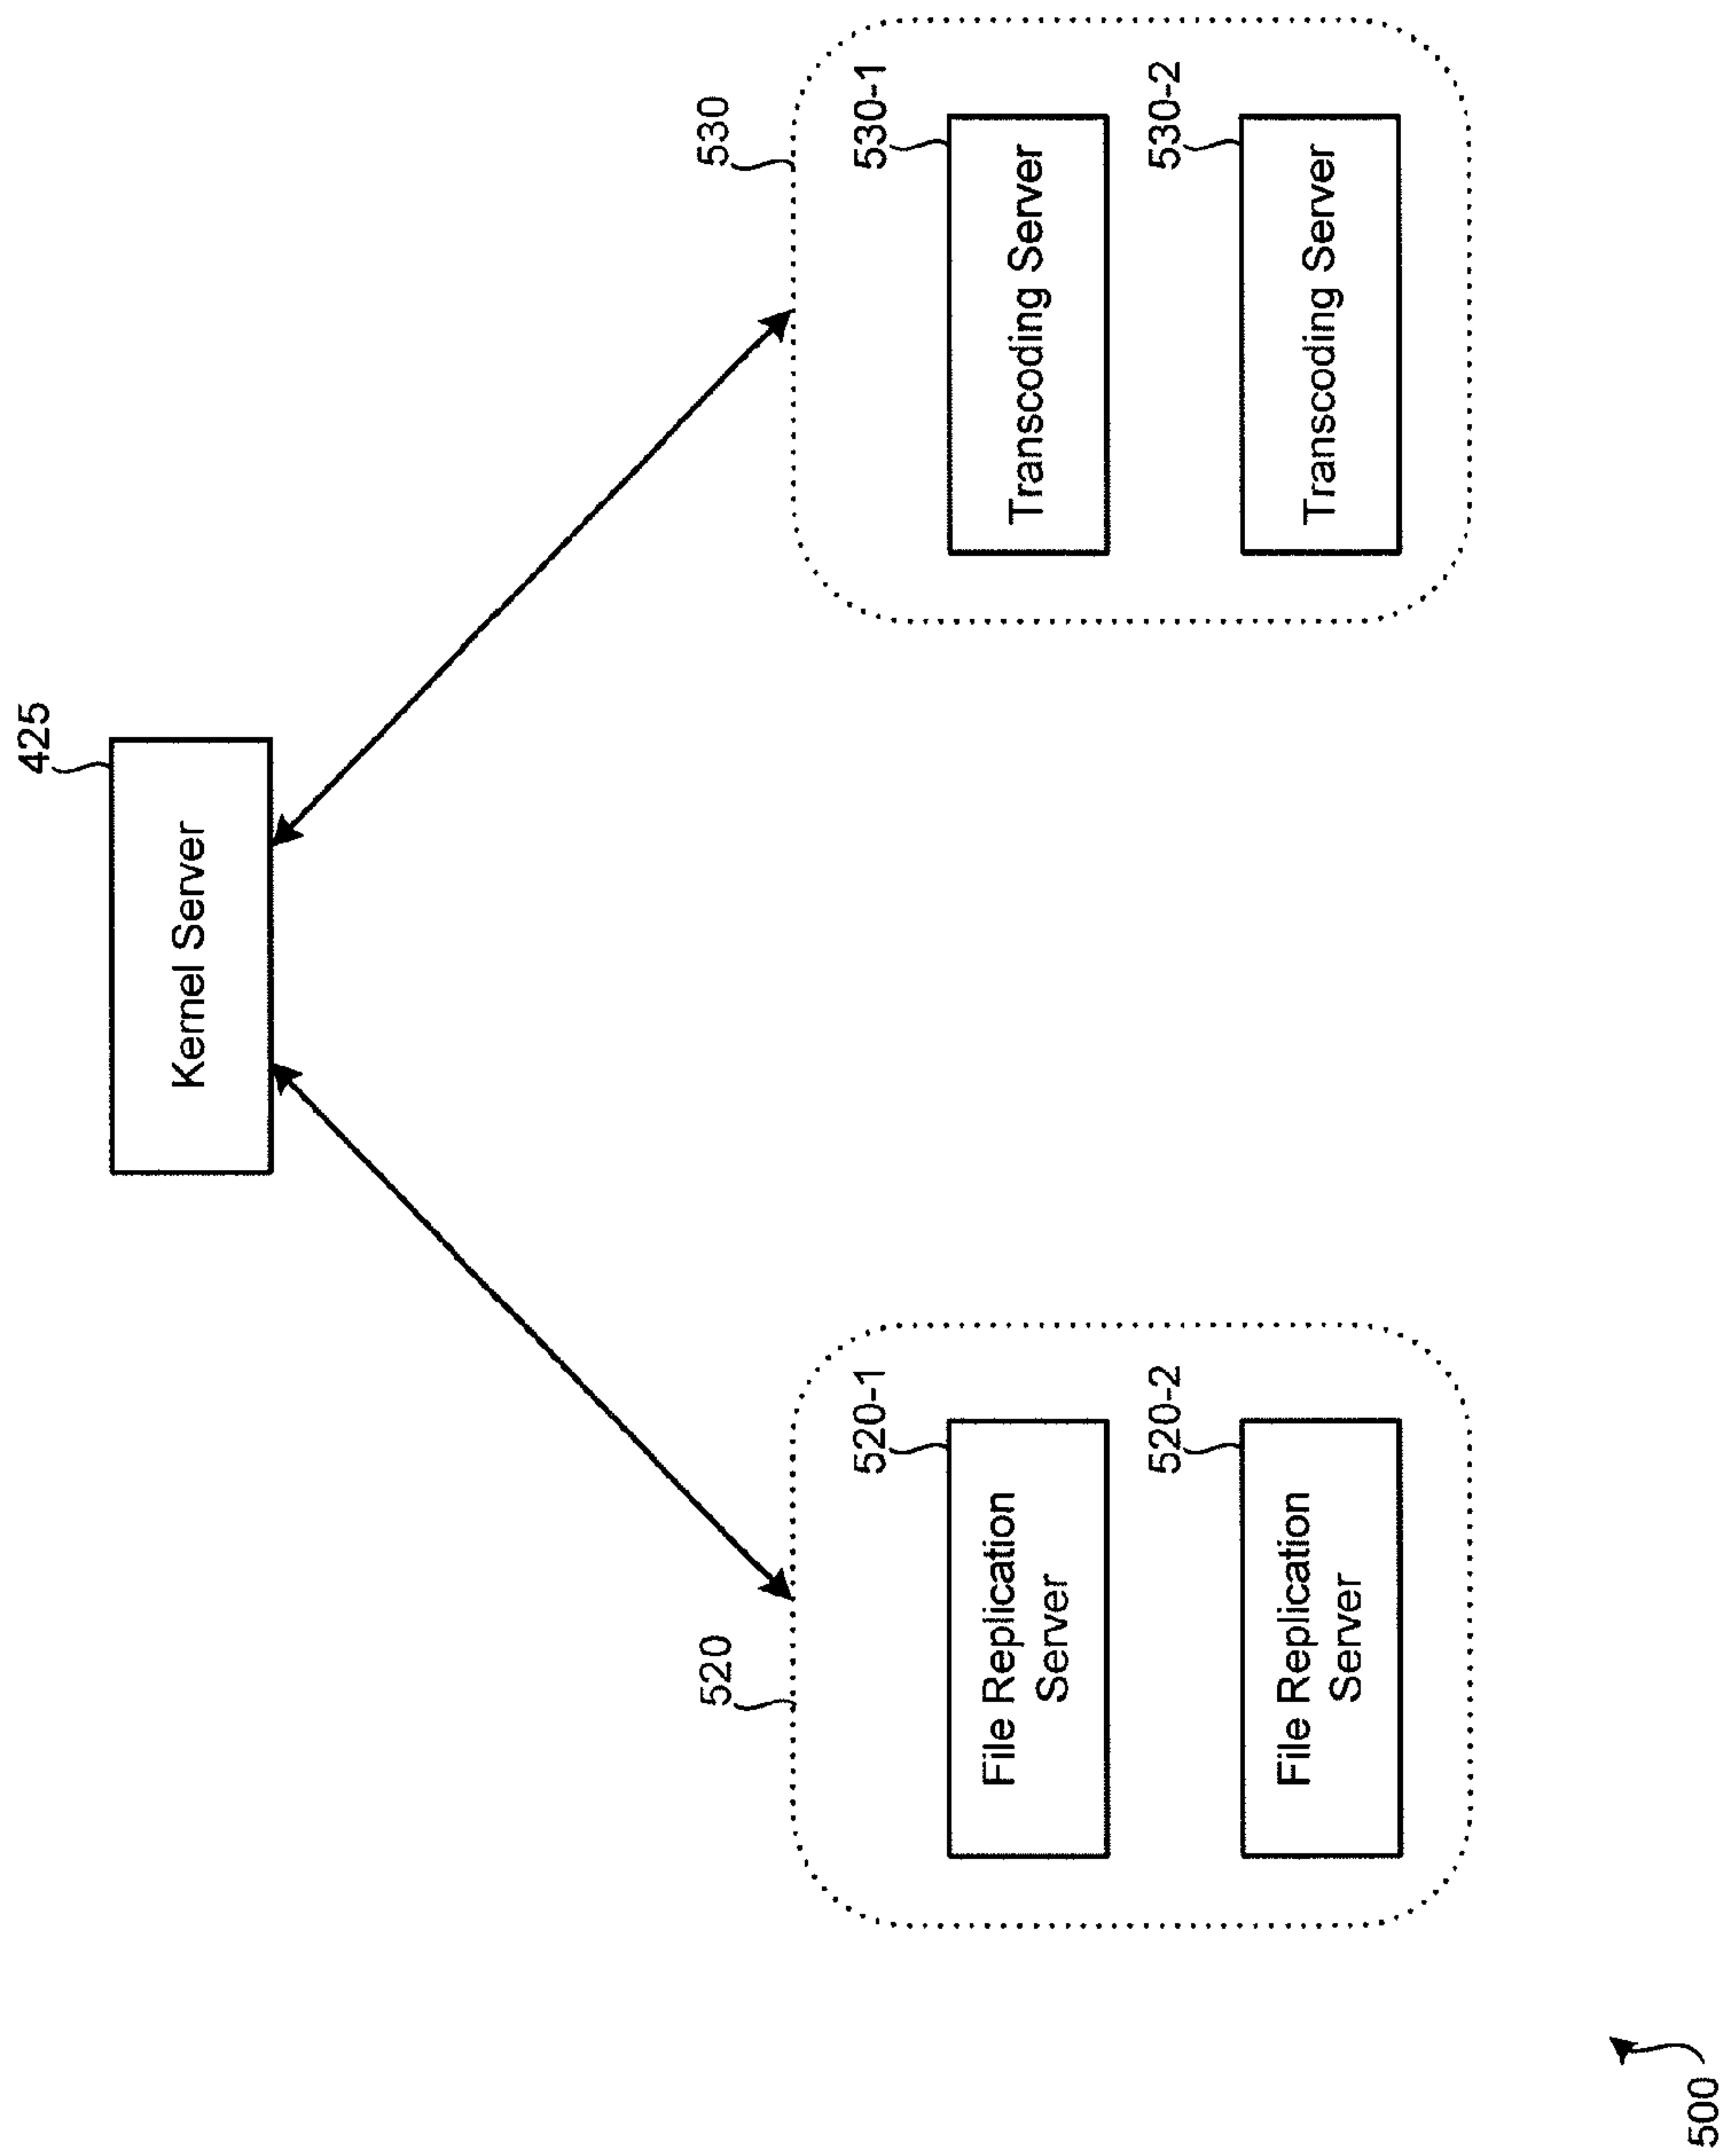 425
Kernel Server
520
530
520-1
File Replication
Server
530-1
Transcoding Server
520-2
File Replication
Server
530-2
Transcoding Server
500